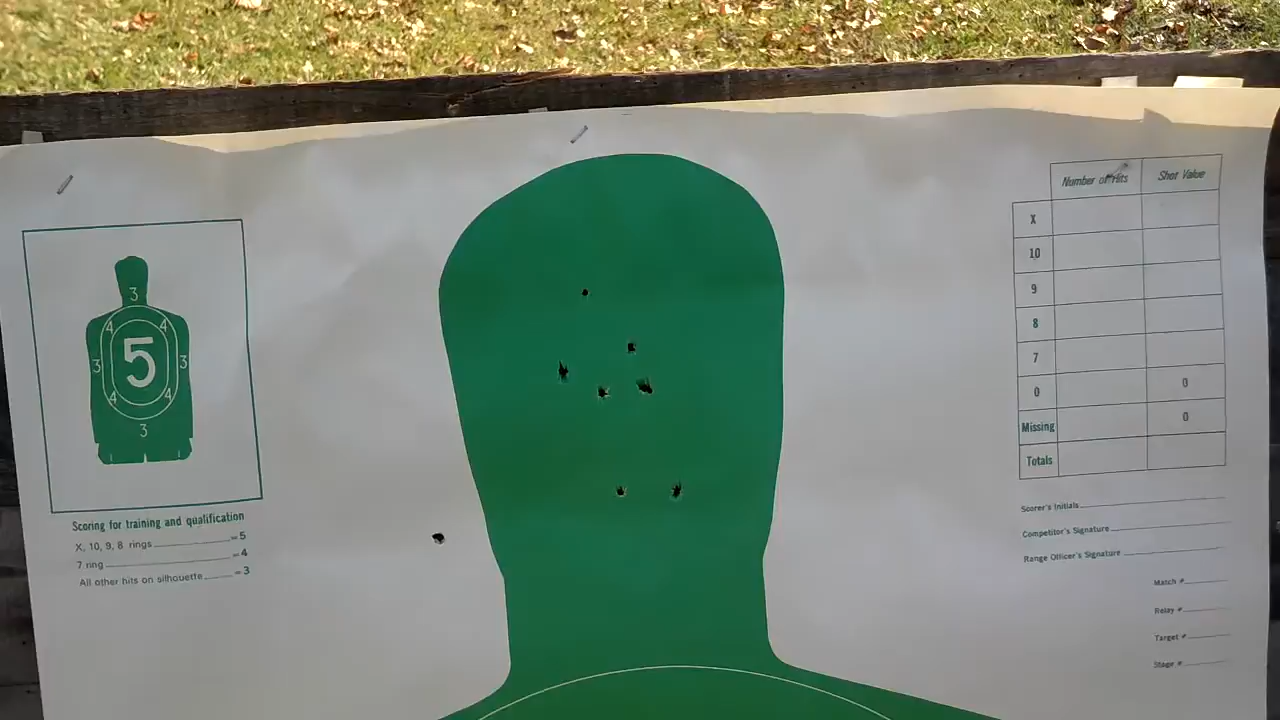 3
4 4
3 5 3
4 4
3
Scoring for training and qualification
X, 10, 9, 8 rings = 5
7 ring = 4
All other hits on silhouette = 3
Number of Hits Shot Value
X
10
9
8
7
0 0
Missing 0
Totals
Scorer's Initials
Competitor's Signature
Range Officer's Signature
Match #
Relay #
Target #
Stage #